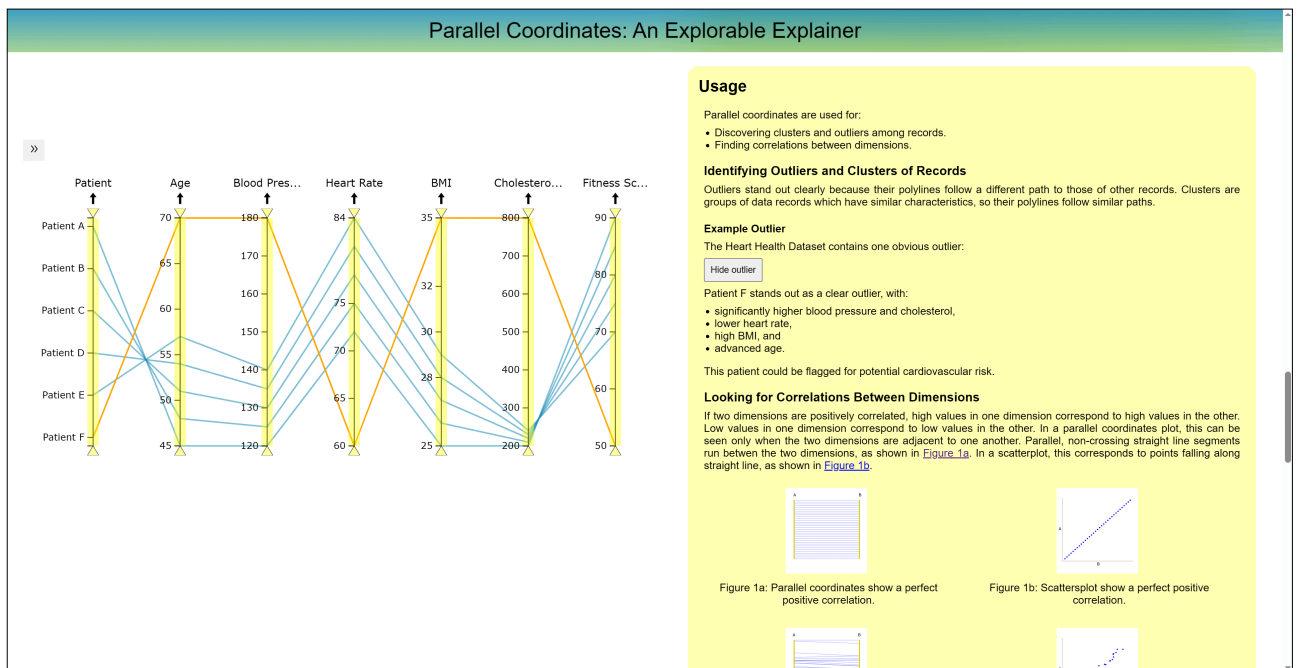 Parallel Coordinates: An Explorable Explainer
»
Patient Age Blood Pres... Heart Rate BMI Cholestero... Fitness Sc...
Patient A
Patient B
Patient C
Patient D
Patient E
Patient F
70
65
60
55
50
45
180
170
160
150
140
130
120
84
75
70
65
60
35
32
30
28
25
800
700
600
500
400
300
200
90
80
70
60
50
Usage
Parallel coordinates are used for:
• Discovering clusters and outliers among records.
• Finding correlations between dimensions.
Identifying Outliers and Clusters of Records
Outliers stand out clearly because their polylines follow a different path to those of other records. Clusters are
groups of data records which have similar characteristics, so their polylines follow similar paths.
Example Outlier
The Heart Health Dataset contains one obvious outlier:
Hide outlier
Patient F stands out as a clear outlier, with:
• significantly higher blood pressure and cholesterol,
• lower heart rate,
• high BMI, and
• advanced age.
This patient could be flagged for potential cardiovascular risk.
Looking for Correlations Between Dimensions
If two dimensions are positively correlated, high values in one dimension correspond to high values in the other.
Low values in one dimension correspond to low values in the other. In a parallel coordinates plot, this can be
seen only when the two dimensions are adjacent to one another. Parallel, non-crossing straight line segments
run betwen the two dimensions, as shown in Figure 1a. In a scatterplot, this corresponds to points falling along
straight line, as shown in Figure 1b.
A B
A
B
Figure 1a: Parallel coordinates show a perfect
positive correlation.
Figure 1b: Scattersplot show a perfect positive
correlation.
A B